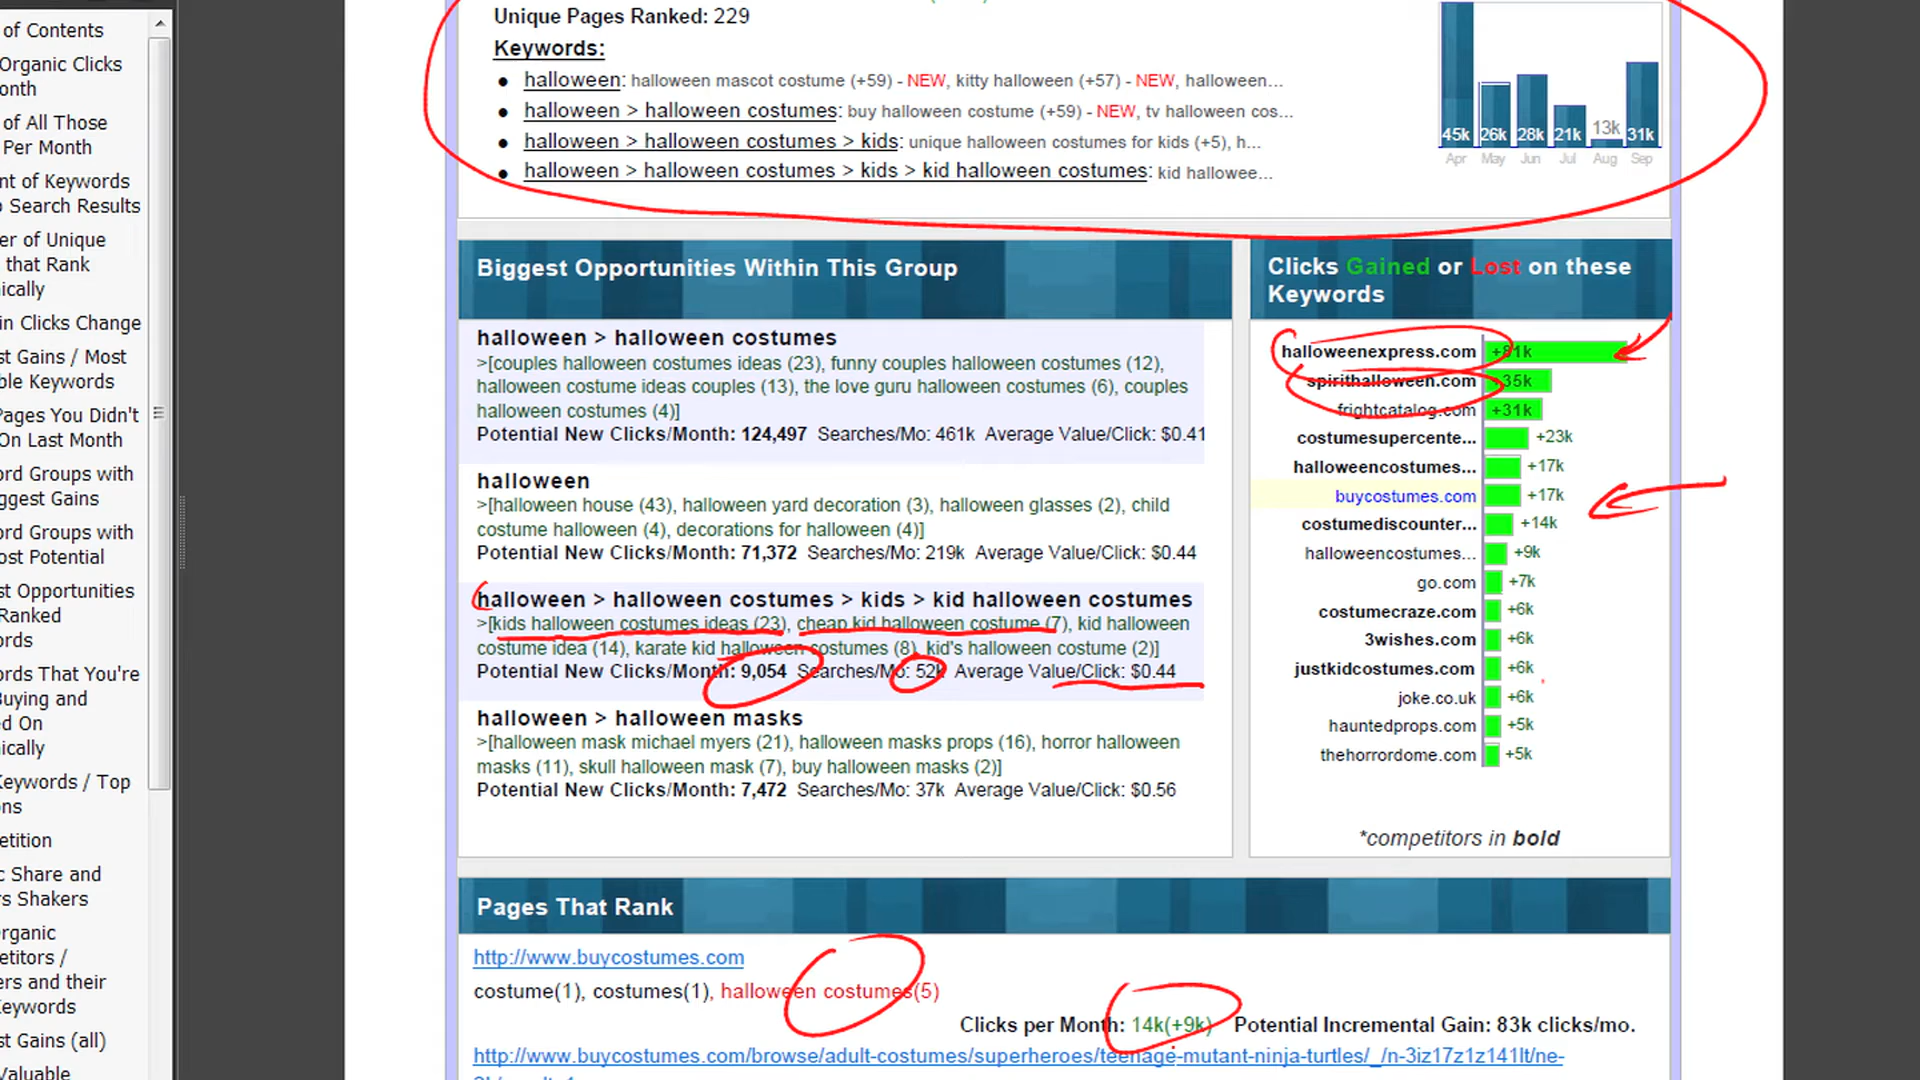 of Contents
Organic Clicks
onth
of All Those
Per Month
nt of Keywords
o Search Results
er of Unique
that Rank
ically
in Clicks Change
st Gains / Most
ble Keywords
Pages You Didn't
On Last Month
ord Groups with
ggest Gains
ord Groups with
ost Potential
st Opportunities
Ranked
ords
ords That You're
Buying and
ed On
ically
Keywords / Top
ons
etition
c Share and
rs Shakers
organic
etitors /
ers and their
Keywords
st Gains (all)
Valuable
Unique Pages Ranked: 229
Keywords:
halloween: halloween mascot costume (+59) - NEW, kitty halloween (+57) - NEW, halloween...
halloween > halloween costumes: buy halloween costume (+59) - NEW, tv halloween cos...
halloween > halloween costumes > kids: unique halloween costumes for kids (+5), h...
halloween > halloween costumes > kids > kid halloween costumes: kid hallowee...
45k 26k 28k 21k 13k 31k
Apr May Jun Jul Aug Sep
Biggest Opportunities Within This Group
halloween > halloween costumes
>[couples halloween costumes ideas (23), funny couples halloween costumes (12),
halloween costume ideas couples (13), the love guru halloween costumes (6), couples
halloween costumes (4)]
Potential New Clicks/Month: 124,497 Searches/Mo: 461k Average Value/Click: $0.41
halloween
>[halloween house (43), halloween yard decoration (3), halloween glasses (2), child
costume halloween (4), decorations for halloween (4)]
Potential New Clicks/Month: 71,372 Searches/Mo: 219k Average Value/Click: $0.44
halloween > halloween costumes > kids > kid halloween costumes
>[kids halloween costumes ideas (23), cheap kid halloween costume (7), kid halloween
costume idea (14), karate kid halloween costumes (8), kid's halloween costume (2)]
Potential New Clicks/Month: 9,054 Searches/Mo: 52k Average Value/Click: $0.44
halloween > halloween masks
>[halloween mask michael myers (21), halloween masks props (16), horror halloween
masks (11), skull halloween mask (7), buy halloween masks (2)]
Potential New Clicks/Month: 7,472 Searches/Mo: 37k Average Value/Click: $0.56
Clicks Gained or Lost on these
Keywords
halloweenexpress.com +81k
spirithalloween.com +35k
frightcatalog.com +31k
costumesupercente... +23k
halloweencostumes... +17k
buycostumes.com +17k
costumediscounter... +14k
halloweencostumes... +9k
go.com +7k
costumecraze.com +6k
3wishes.com +6k
justkidcostumes.com +6k
joke.co.uk +6k
hauntedprops.com +5k
thehorrordome.com +5k
*competitors in bold
Pages That Rank
http://www.buycostumes.com
costume(1), costumes(1), halloween costumes(5)
Clicks per Month: 14k(+9k) Potential Incremental Gain: 83k clicks/mo.
http://www.buycostumes.com/browse/adult-costumes/superheroes/teenage-mutant-ninja-turtles/_/n-3iz17z1z141lt/ne-